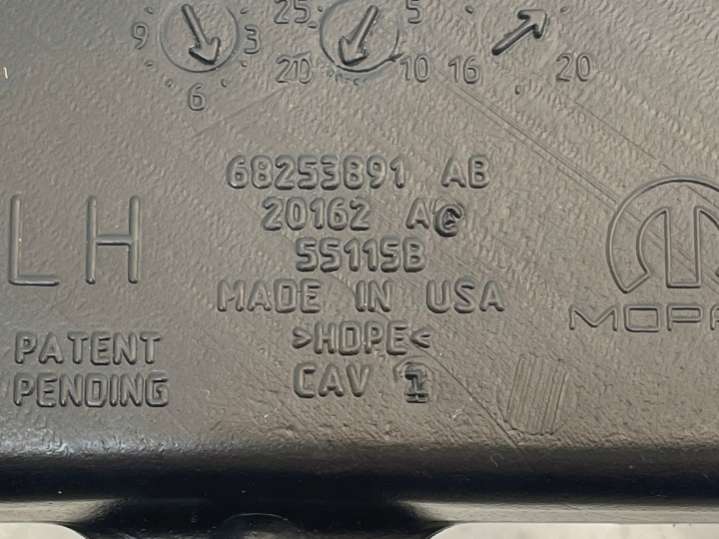 9 3 6
25 5 20 10
16 20
68253891 AB
20162 AC
55115B
LH
MADE IN USA
>HDPE<
PATENT PENDING
CAV